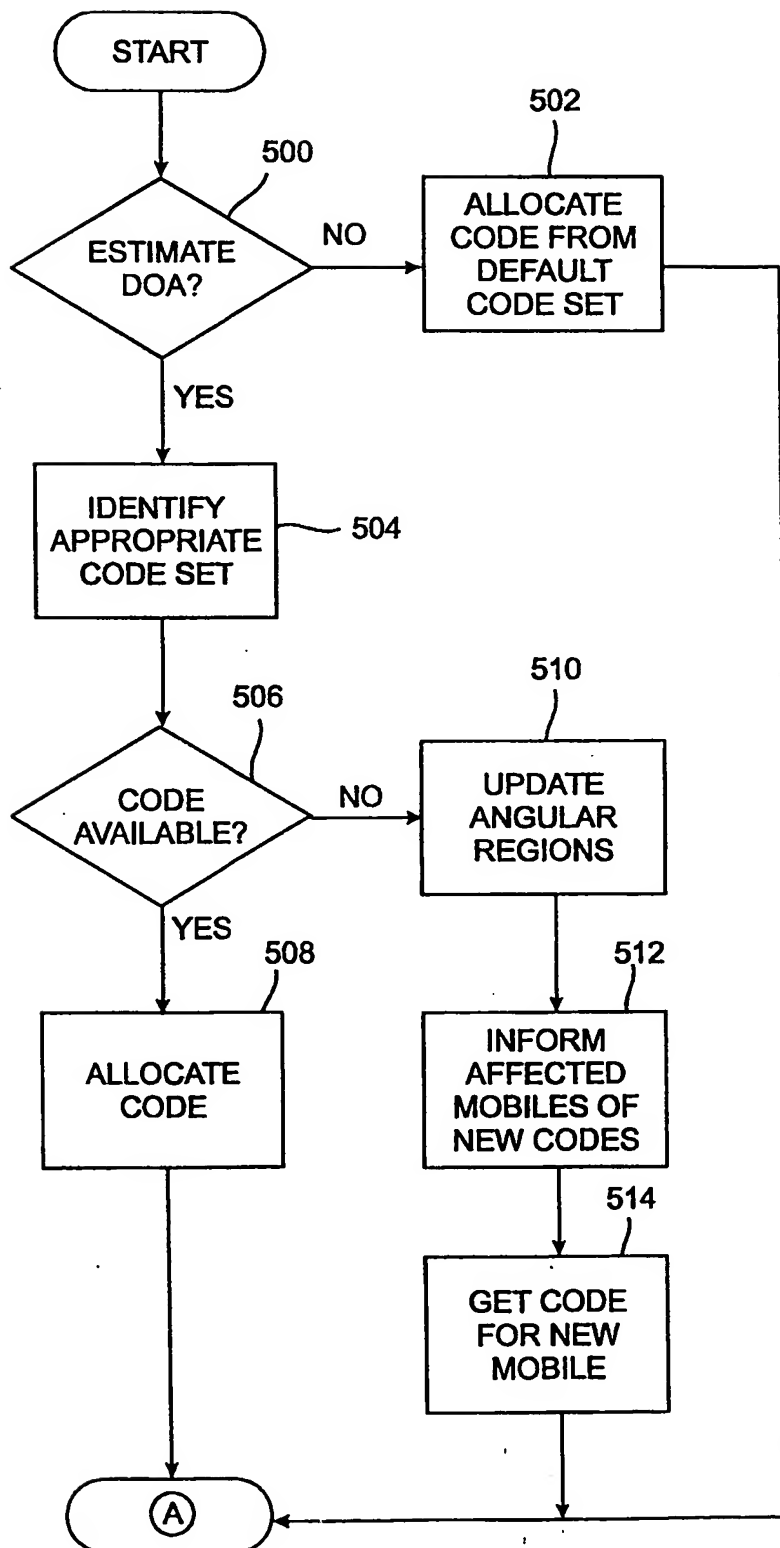 START
500
ESTIMATE
DOA?
NO
502
ALLOCATE
CODE FROM
DEFAULT
CODE SET
YES
IDENTIFY
APPROPRIATE
CODE SET
504
506
CODE
AVAILABLE?
NO
510
UPDATE
ANGULAR
REGIONS
YES
508
ALLOCATE
CODE
512
INFORM
AFFECTED
MOBILES OF
NEW CODES
514
GET CODE
FOR NEW
MOBILE
A